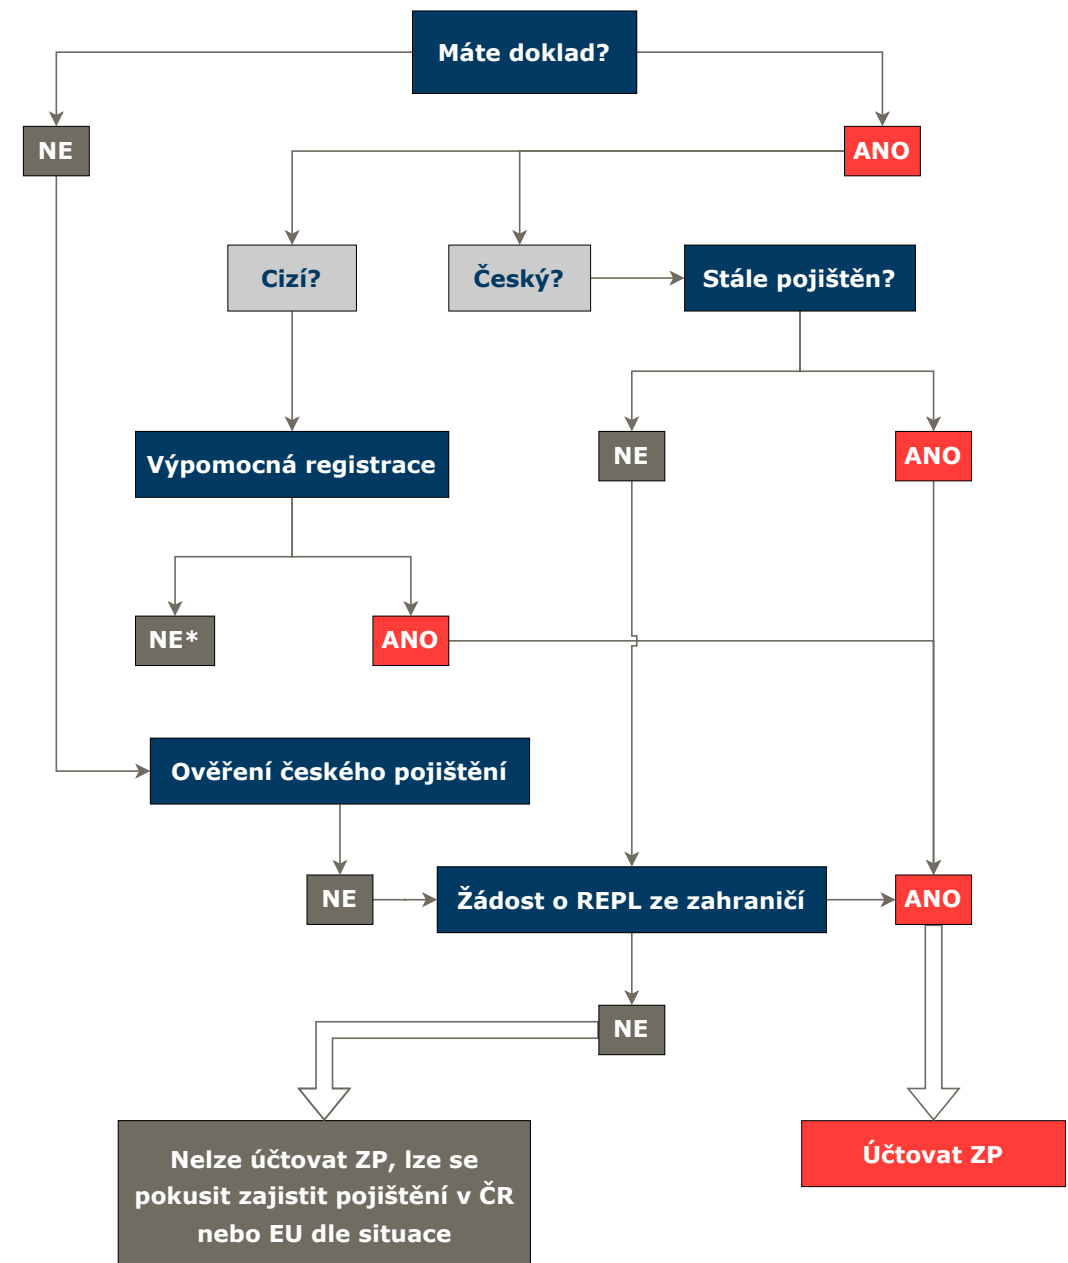 Máte doklad?
NE
ANO
Cizí?
Český?
Stále pojištěn?
Výpomocná registrace
NE
ANO
NE*
ANO
Ověření českého pojištění
NE
Žádost o REPL ze zahraničí
ANO
NE
Nelze účtovat ZP, lze se
pokusit zajistit pojištění v ČR
nebo EU dle situace
Účtovat ZP